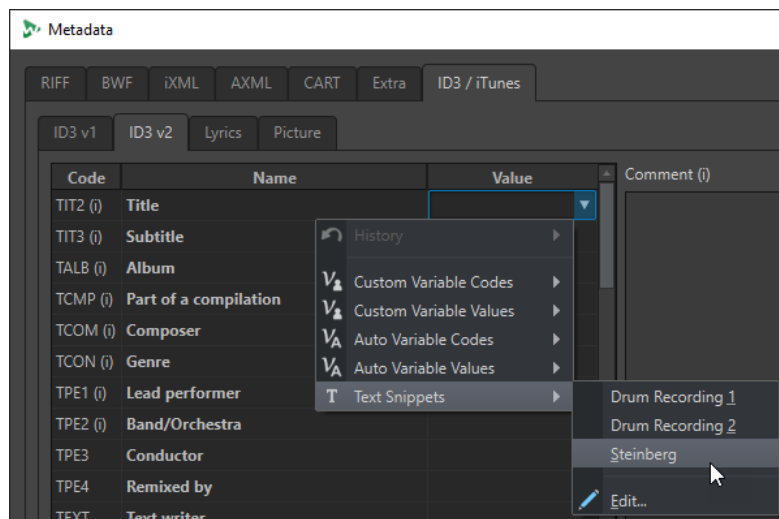 Metadata
RIFF BWF iXML AXML CART Extra ID3 / iTunes
ID3 v1 ID3 v2 Lyrics Picture
Code Name Value Comment (i)
TIT2 (i) Title
TIT3 (i) Subtitle
History
TALB (i) Album
Custom Variable Codes
TCMP (i) Part of a compilation
Custom Variable Values
TCOM (i) Composer
Auto Variable Codes
TCON (i) Genre
Auto Variable Values
TPE1 (i) Lead performer
Text Snippets
Drum Recording 1
TPE2 (i) Band/Orchestra
Drum Recording 2
TPE3 Conductor
Steinberg
TPE4 Remixed by
Edit...
TEXT Text writer